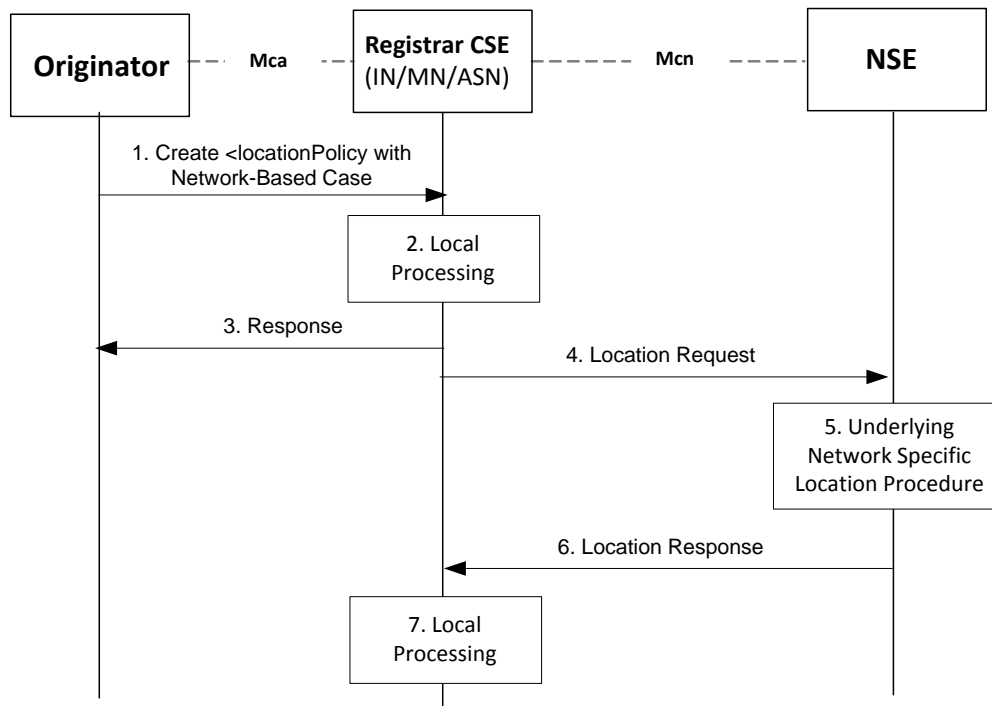 Originator
Mca
Registrar CSE
(IN/MN/ASN)
Mcn
NSE
1. Create <locationPolicy with
Network-Based Case
2. Local
Processing
3. Response
4. Location Request
5. Underlying
Network Specific
Location Procedure
6. Location Response
7. Local
Processing